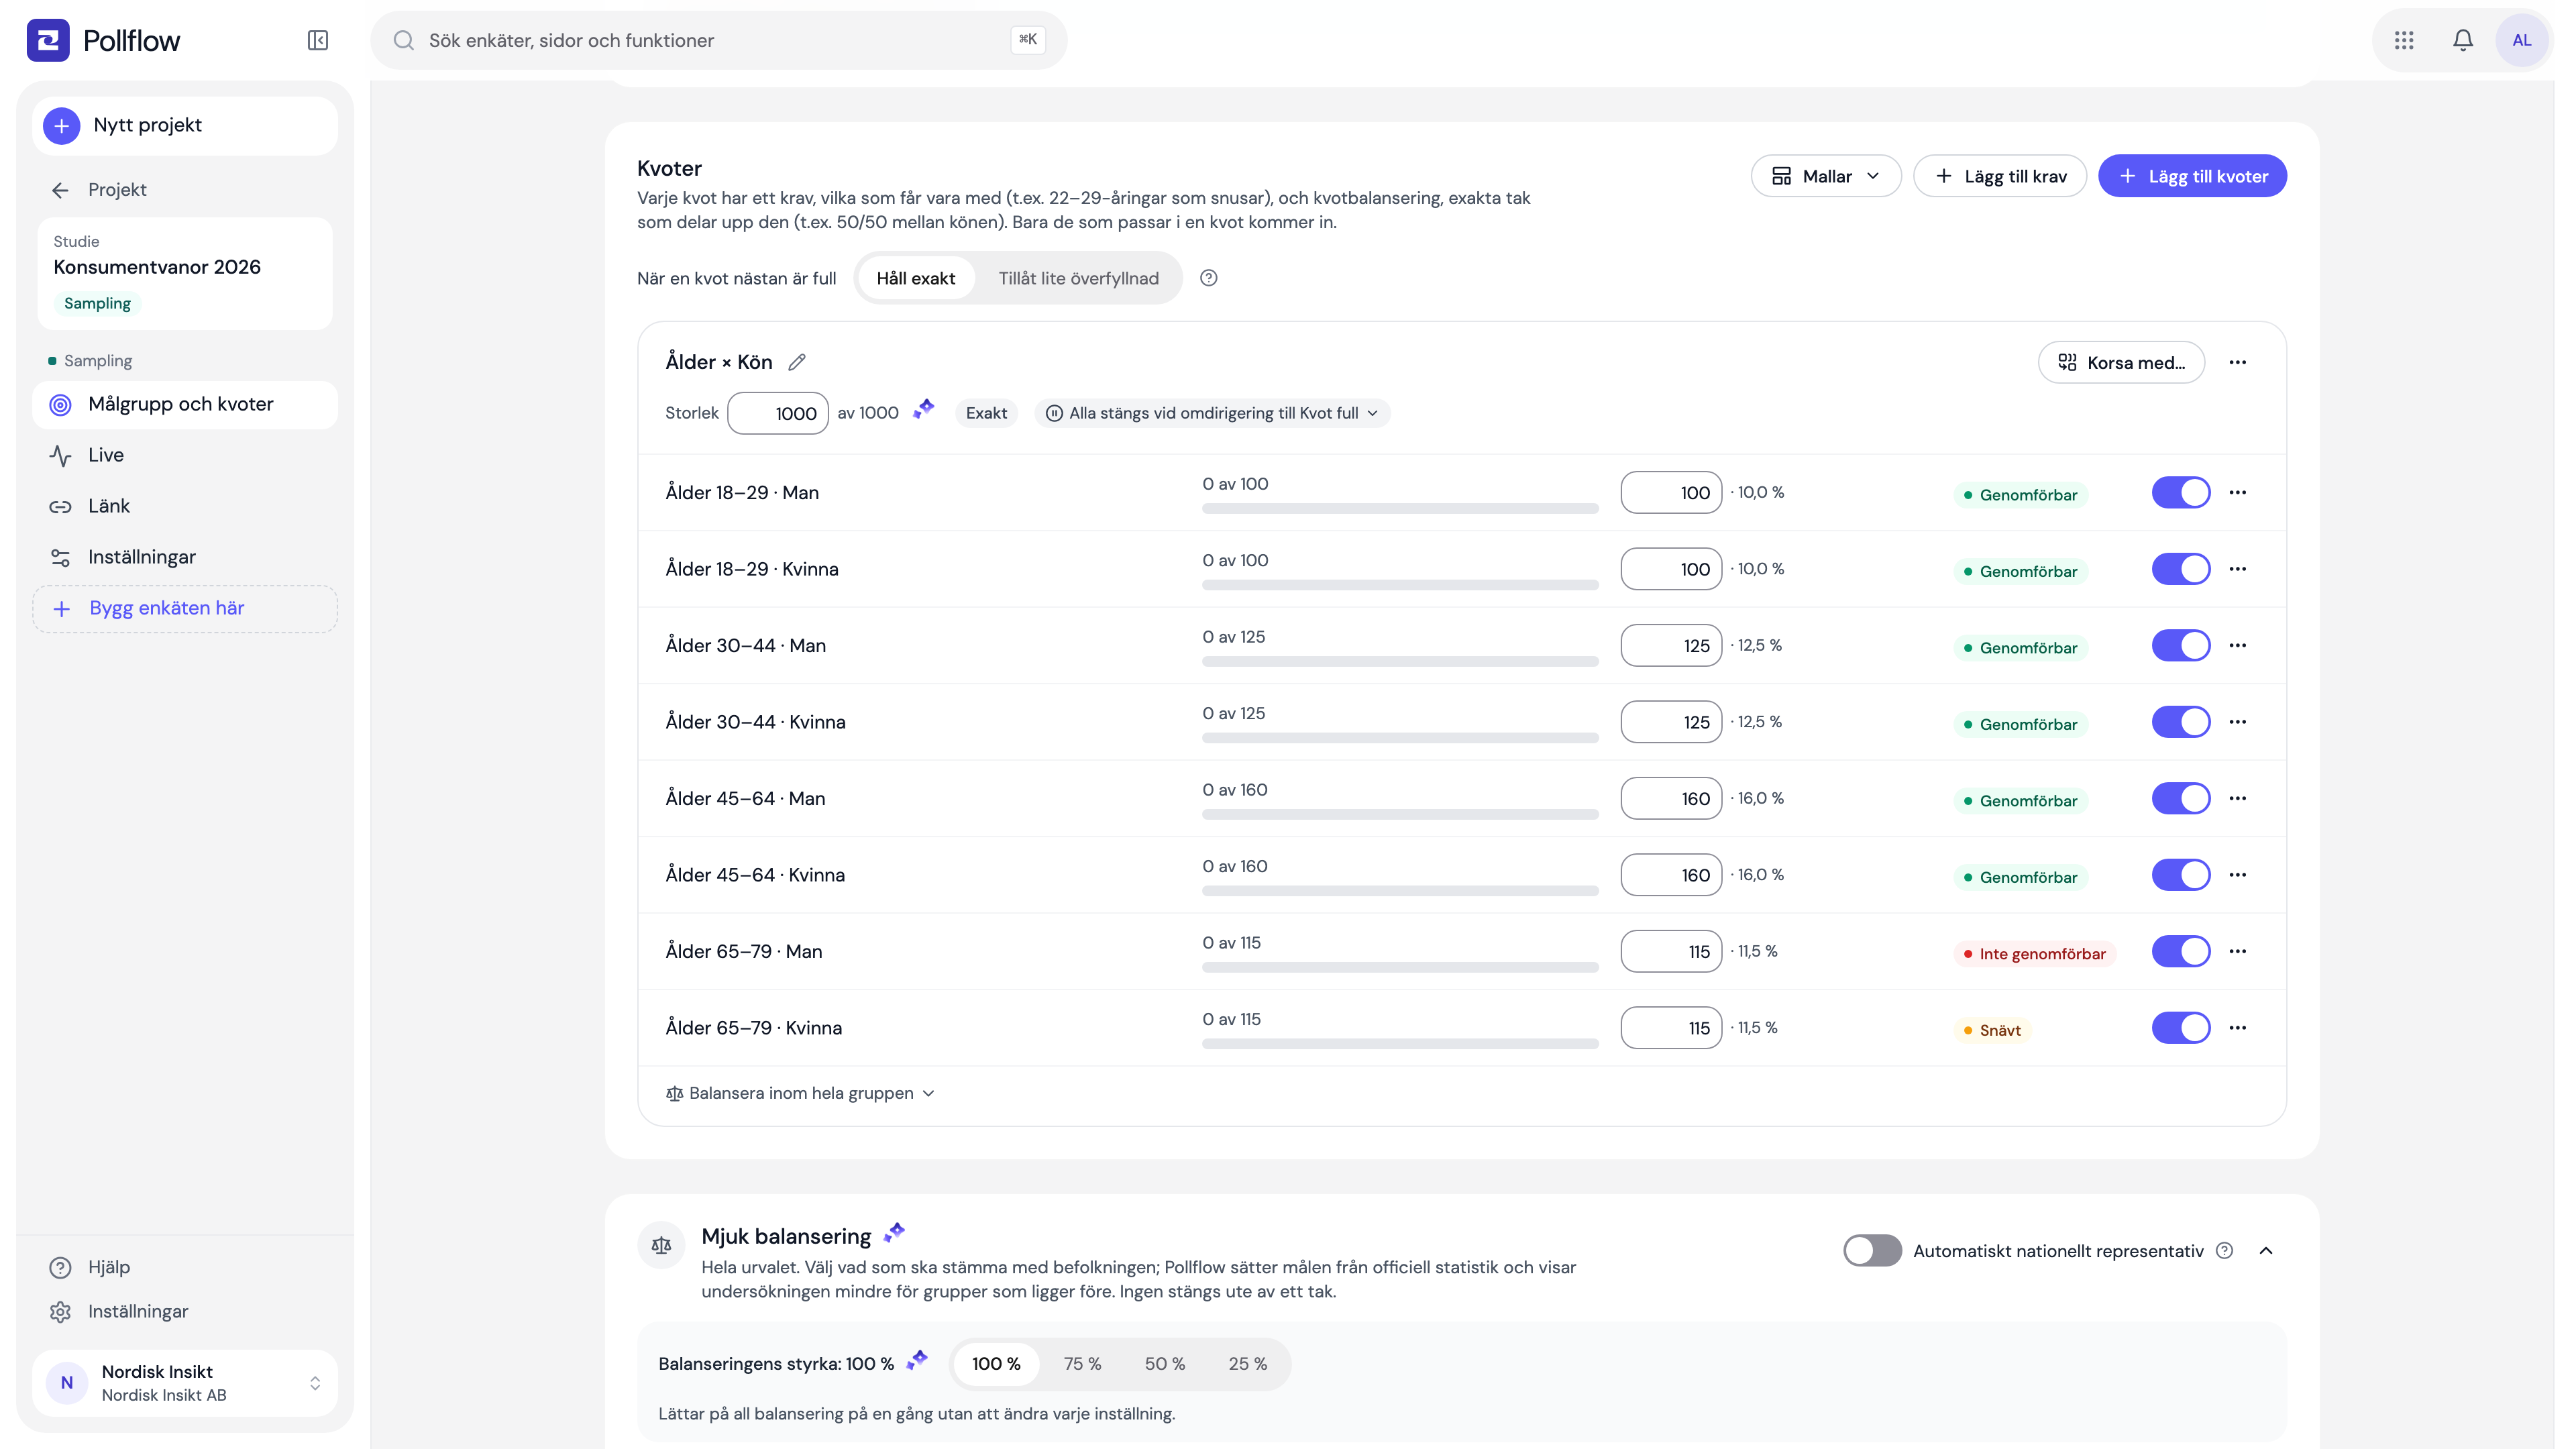 Pollflow
Sök enkäter, sidor och funktioner
⌘K
AL
Nytt projekt
Projekt
Studie
Konsumentvanor 2026
Sampling
Sampling
Målgrupp och kvoter
Live
Länk
Inställningar
Bygg enkäten här
Hjälp
Inställningar
N
Nordisk Insikt
Nordisk Insikt AB
Kvoter
Varje kvot har ett krav, vilka som får vara med (t.ex. 22–29-åringar som snusar), och kvotbalansering, exakta tak
som delar upp den (t.ex. 50/50 mellan könen). Bara de som passar i en kvot kommer in.
Mallar
Lägg till krav
Lägg till kvoter
När en kvot nästan är full
Håll exakt
Tillåt lite överfyllnad
Ålder × Kön
Korsa med…
Storlek 1000 av 1000
Exakt
Alla stängs vid omdirigering till Kvot full
Ålder 18–29 · Man 0 av 100 100 · 10,0 % Genomförbar
Ålder 18–29 · Kvinna 0 av 100 100 · 10,0 % Genomförbar
Ålder 30–44 · Man 0 av 125 125 · 12,5 % Genomförbar
Ålder 30–44 · Kvinna 0 av 125 125 · 12,5 % Genomförbar
Ålder 45–64 · Man 0 av 160 160 · 16,0 % Genomförbar
Ålder 45–64 · Kvinna 0 av 160 160 · 16,0 % Genomförbar
Ålder 65–79 · Man 0 av 115 115 · 11,5 % Inte genomförbar
Ålder 65–79 · Kvinna 0 av 115 115 · 11,5 % Snävt
Balansera inom hela gruppen
Mjuk balansering
Hela urvalet. Välj vad som ska stämma med befolkningen; Pollflow sätter målen från officiell statistik och visar
undersökningen mindre för grupper som ligger före. Ingen stängs ute av ett tak.
Automatiskt nationellt representativ
Balanseringens styrka: 100 %
100 %
75 %
50 %
25 %
Lättar på all balansering på en gång utan att ändra varje inställning.